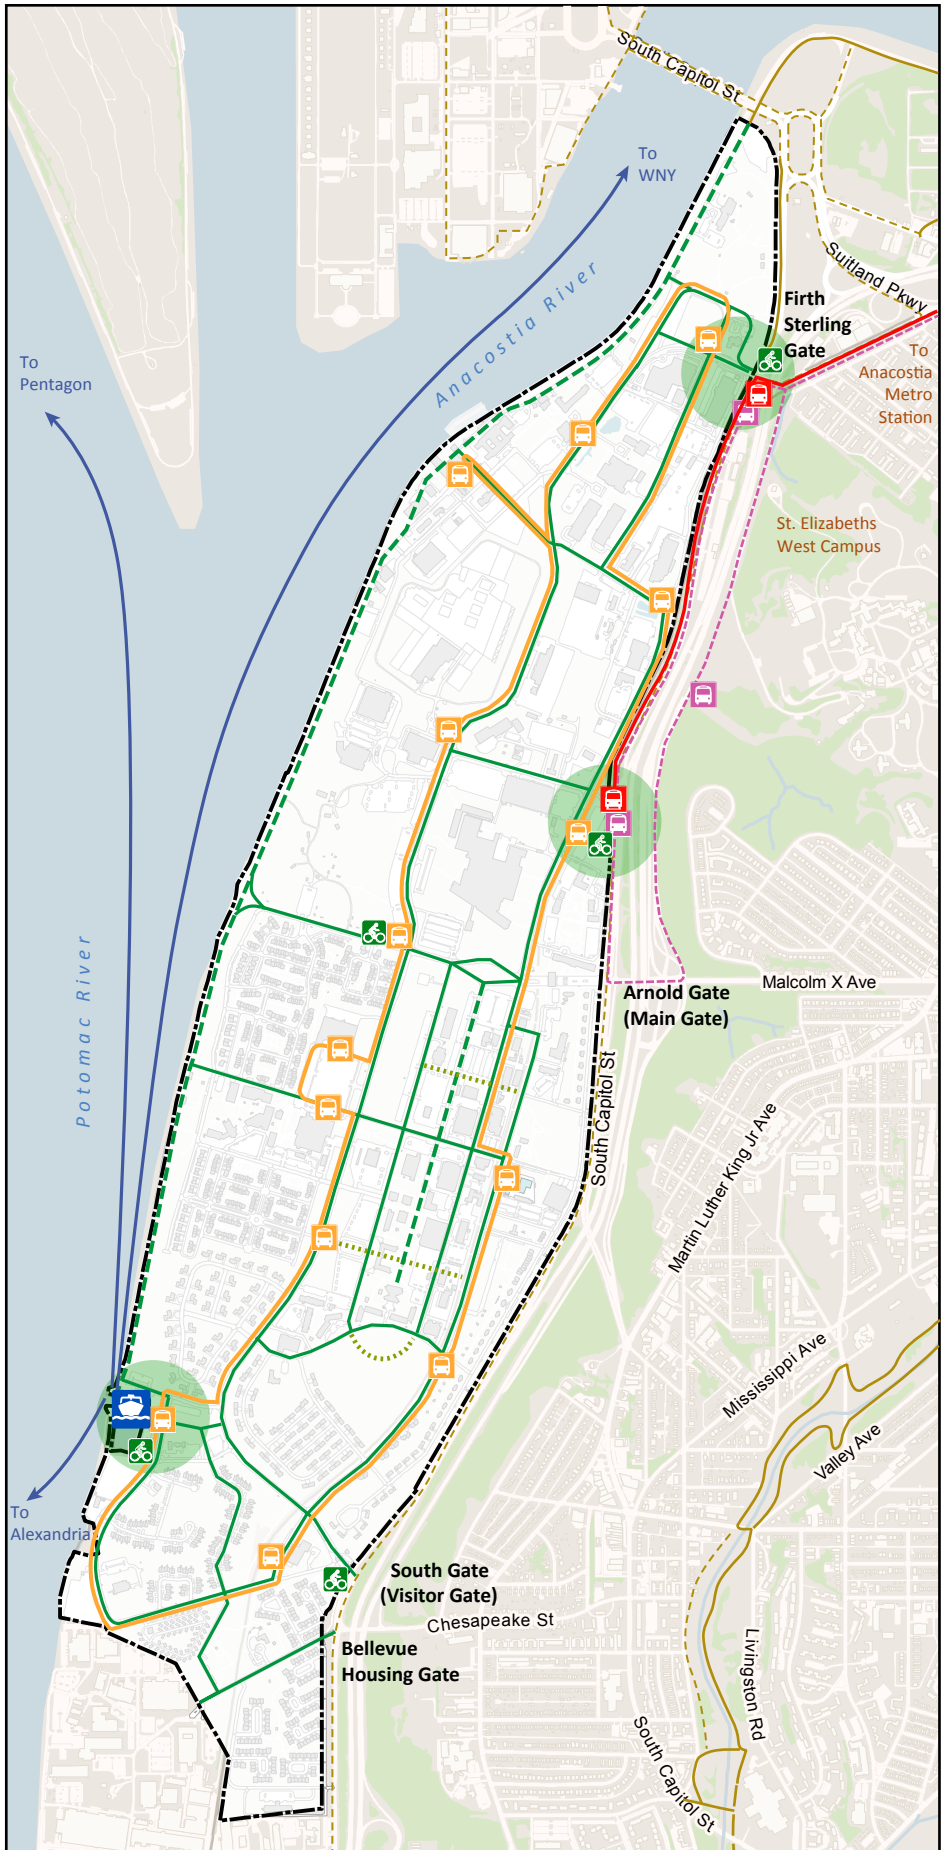 South Capitol St
To
WNY
Suitland Pkwy
Anacostia River
Firth
Sterling
Gate
To
Pentagon
To
Anacostia
Metro
Station
St. Elizabeths
West Campus
Potomac River
Malcolm X Ave
Arnold Gate
(Main Gate)
South Capitol St
Martin Luther King Jr Ave
Mississippi Ave
Valley Ave
To
Alexandria
South Gate
(Visitor Gate)
Chesapeake St
Bellevue
Housing Gate
Livingston Rd
South Capitol St